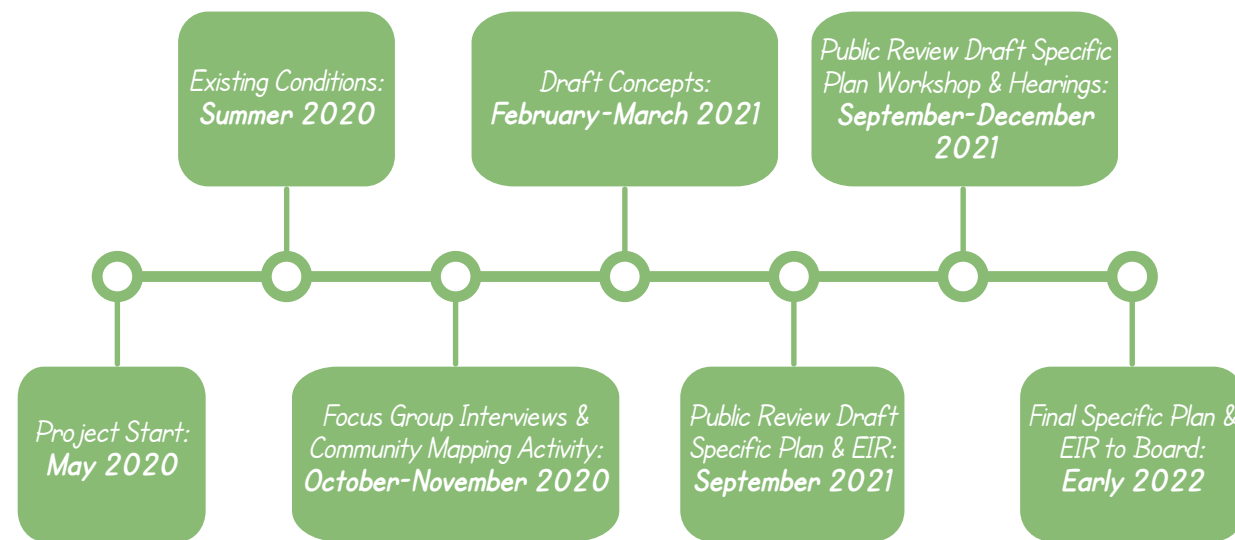 Existing Conditions:
Summer 2020
Draft Concepts:
February-March 2021
Public Review Draft Specific
Plan Workshop & Hearings:
September-December
2021
Project Start:
May 2020
Focus Group Interviews &
Community Mapping Activity:
October-November 2020
Public Review Draft
Specific Plan & EIR:
September 2021
Final Specific Plan &
EIR to Board:
Early 2022